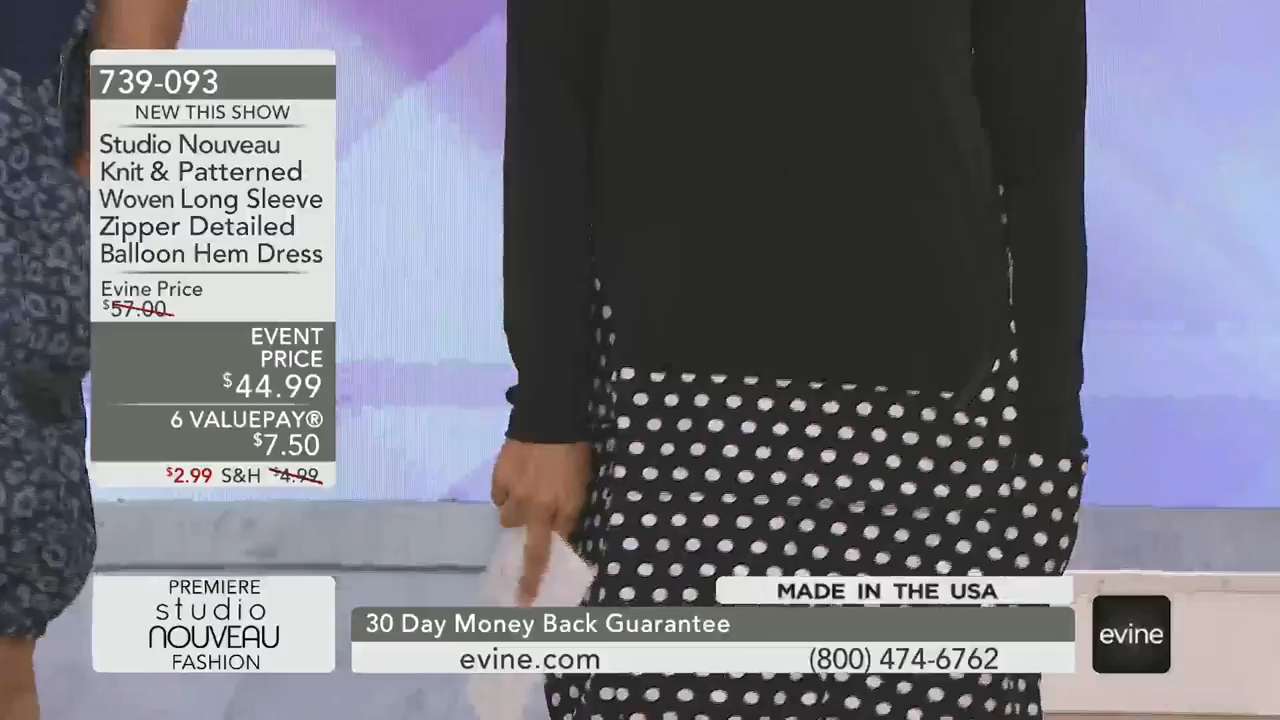 739-093
NEW THIS SHOW
Studio Nouveau
Knit & Patterned
Woven Long Sleeve
Zipper Detailed
Balloon Hem Dress
Evine Price
$57.00
EVENT
PRICE
$44.99
6 VALUEPAY®
$7.50
$2.99 S&H $4.99
PREMIERE
studio
NOUVEAU
FASHION
MADE IN THE USA
30 Day Money Back Guarantee
evine.com (800) 474-6762
evine